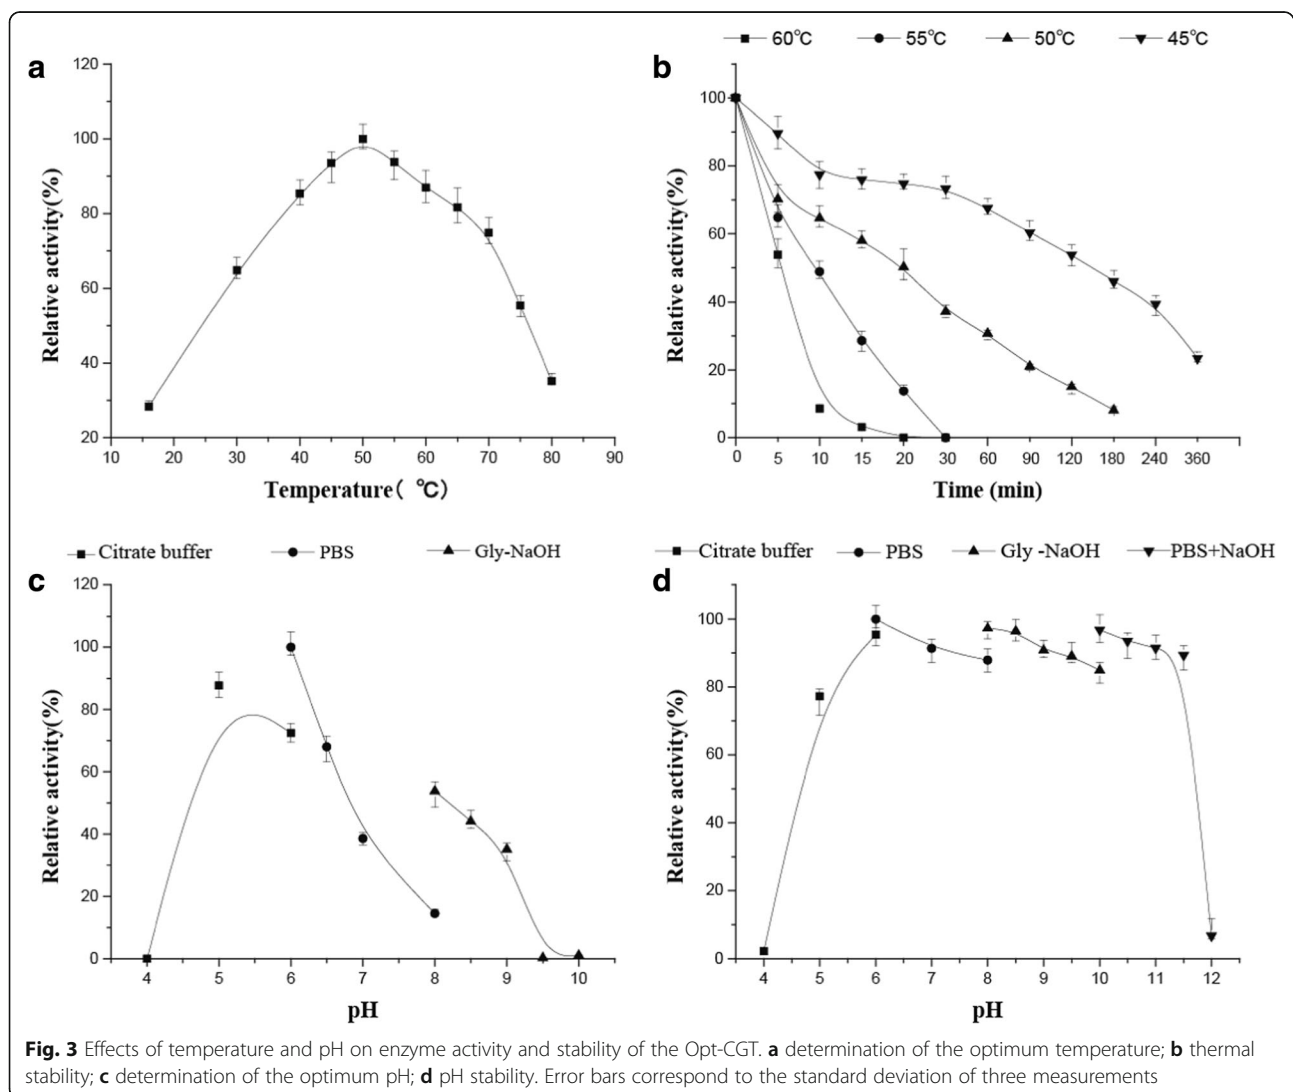 a
120
100
80
60
40
20
Relative activity(%)
10 20 30 40 50 60 70 80 90
Temperature( ℃)
60℃ 55℃ 50℃ 45℃
b
100
80
60
40
20
0
Relative activity(%)
0 5 10 15 20 30 60 90 120 180 240 360
Time (min)
Citrate buffer PBS Gly-NaOH
c
120
100
80
60
40
20
0
Relative activity(%)
4 5 6 7 8 9 10
pH
Citrate buffer PBS Gly -NaOH PBS+NaOH
d
100
80
60
40
20
0
Relative activity(%)
4 5 6 7 8 9 10 11 12
pH
Fig. 3 Effects of temperature and pH on enzyme activity and stability of the Opt-CGT. a determination of the optimum temperature; b thermal
stability; c determination of the optimum pH; d pH stability. Error bars correspond to the standard deviation of three measurements